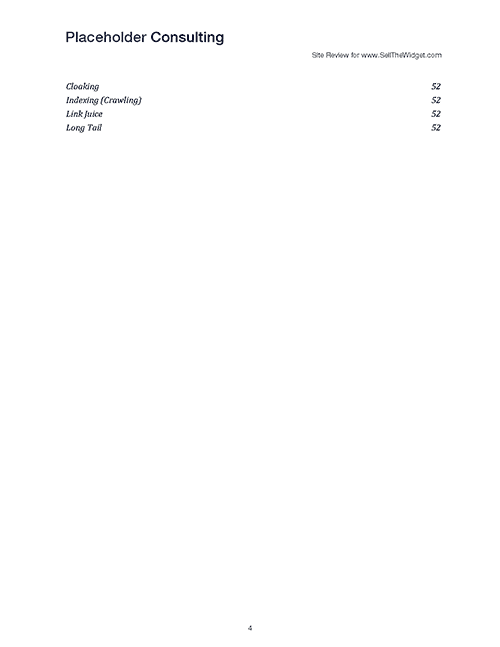 Placeholder Consulting
Site Review for www.SellTheWidget.com
Cloaking 52
Indexing (Crawling) 52
Link Juice 52
Long Tail 52
4